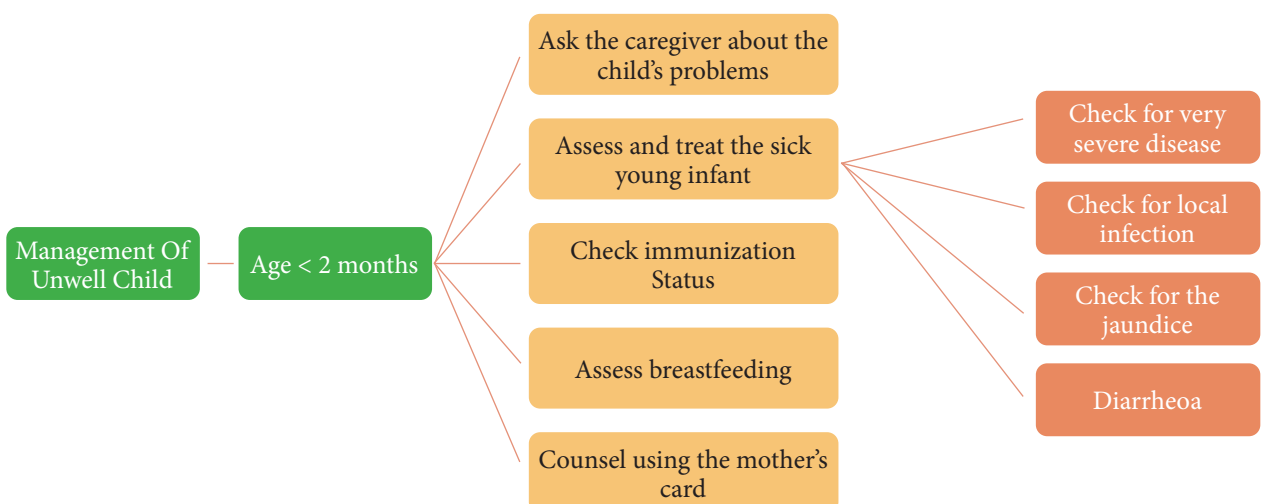 Management Of
Unwell Child
Age < 2 months
Ask the caregiver about the
child's problems
Assess and treat the sick
young infant
Check immunization
Status
Assess breastfeeding
Counsel using the mother's
card
Check for very
severe disease
Check for local
infection
Check for the
jaundice
Diarrheoa